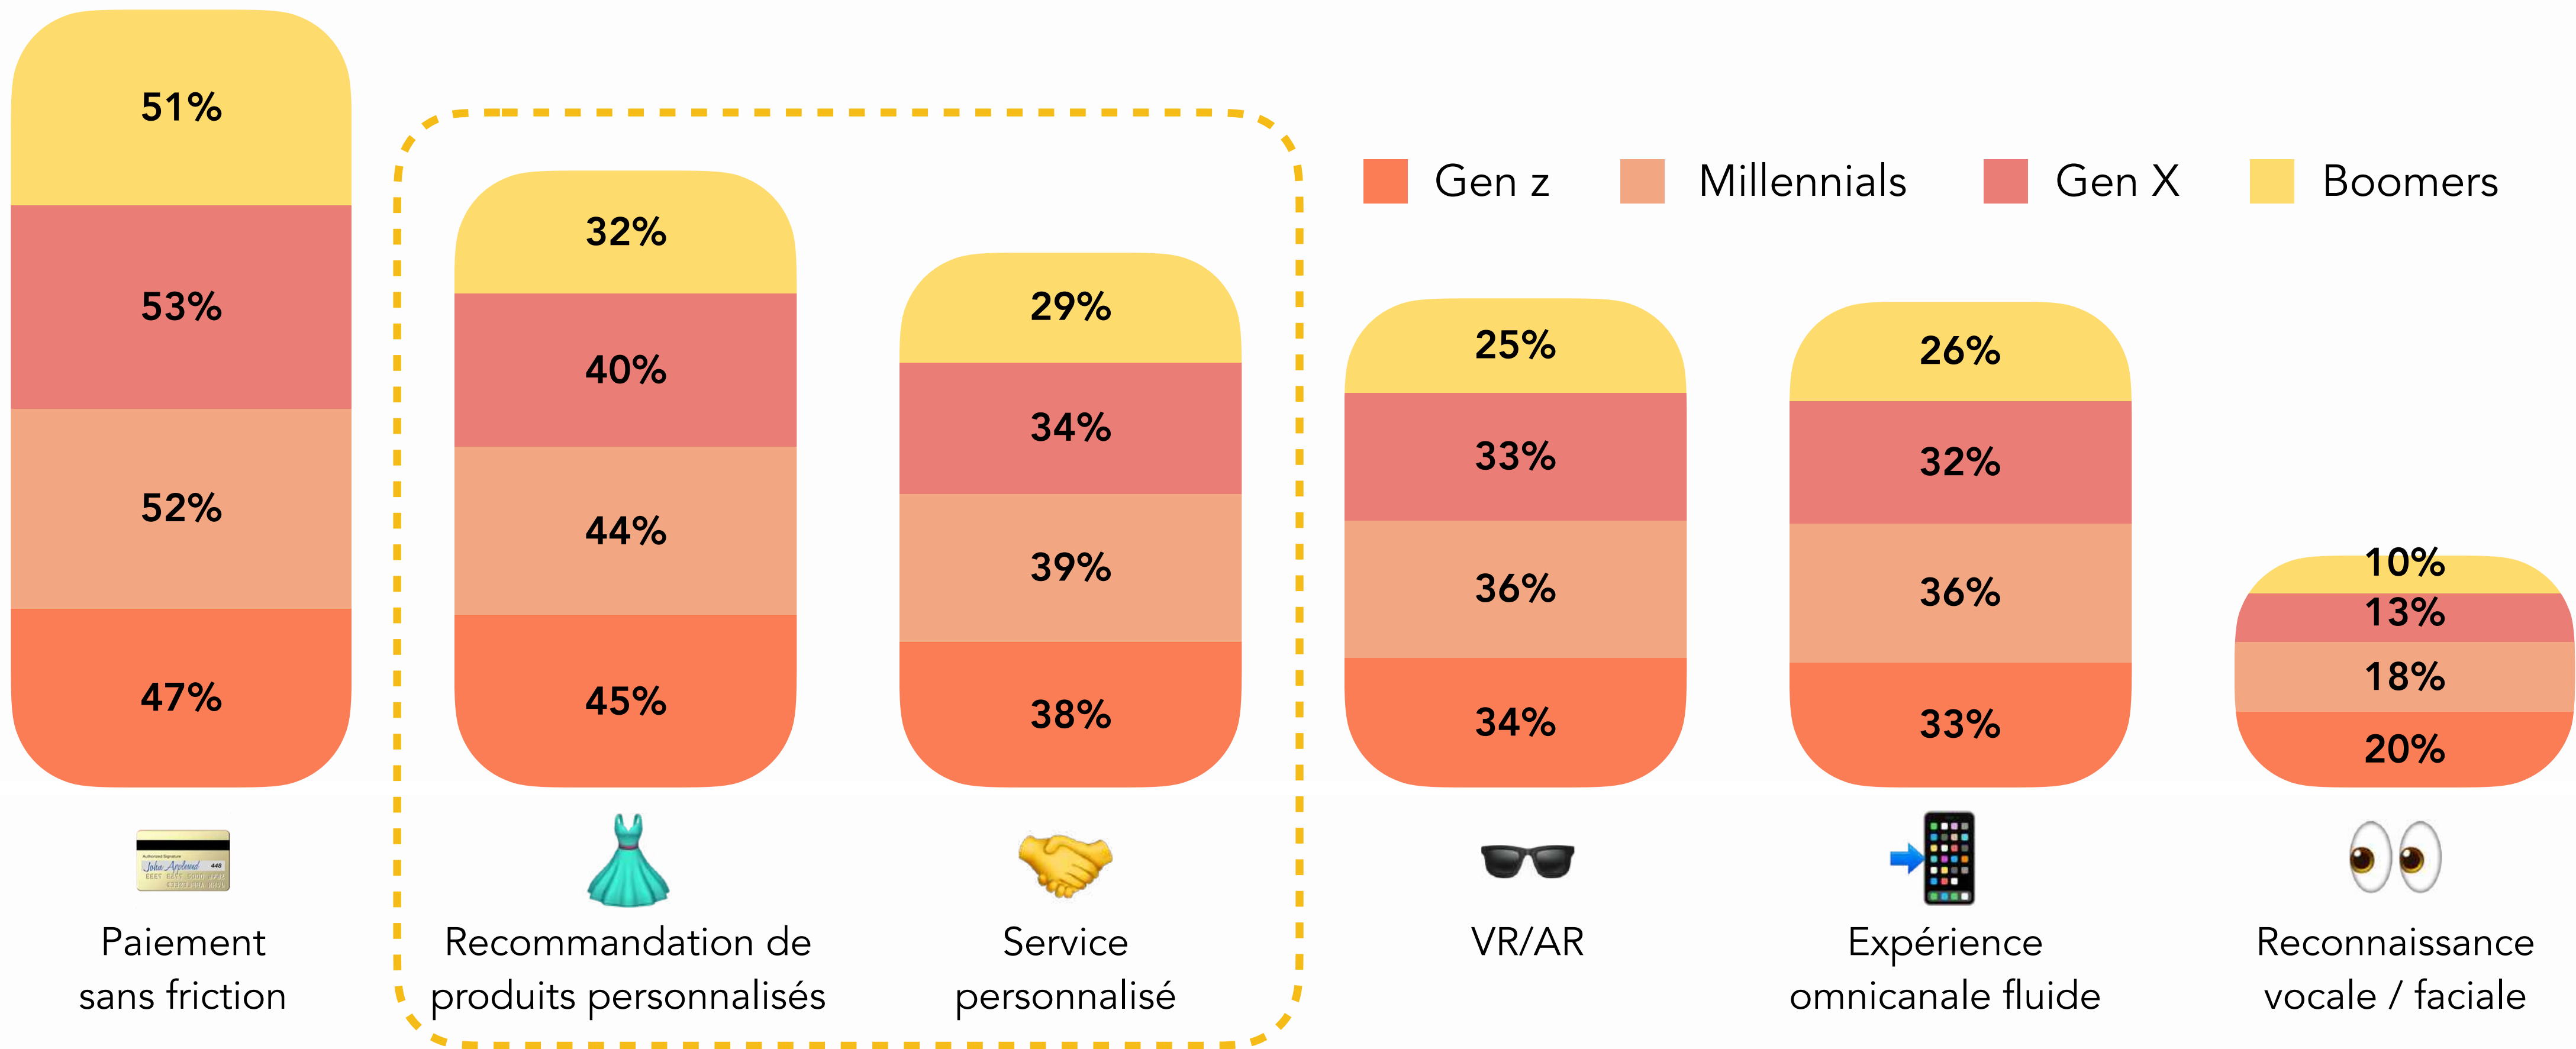 51%
53%
52%
47%
32%
40%
44%
45%
29%
34%
39%
38%
Gen z
Millennials
Gen X
Boomers
25%
33%
36%
34%
26%
32%
36%
33%
10%
13%
18%
20%
Paiement
sans friction
Recommandation de
produits personnalisés
Service
personnalisé
VR/AR
Expérience
omnicanale fluide
Reconnaissance
vocale / faciale